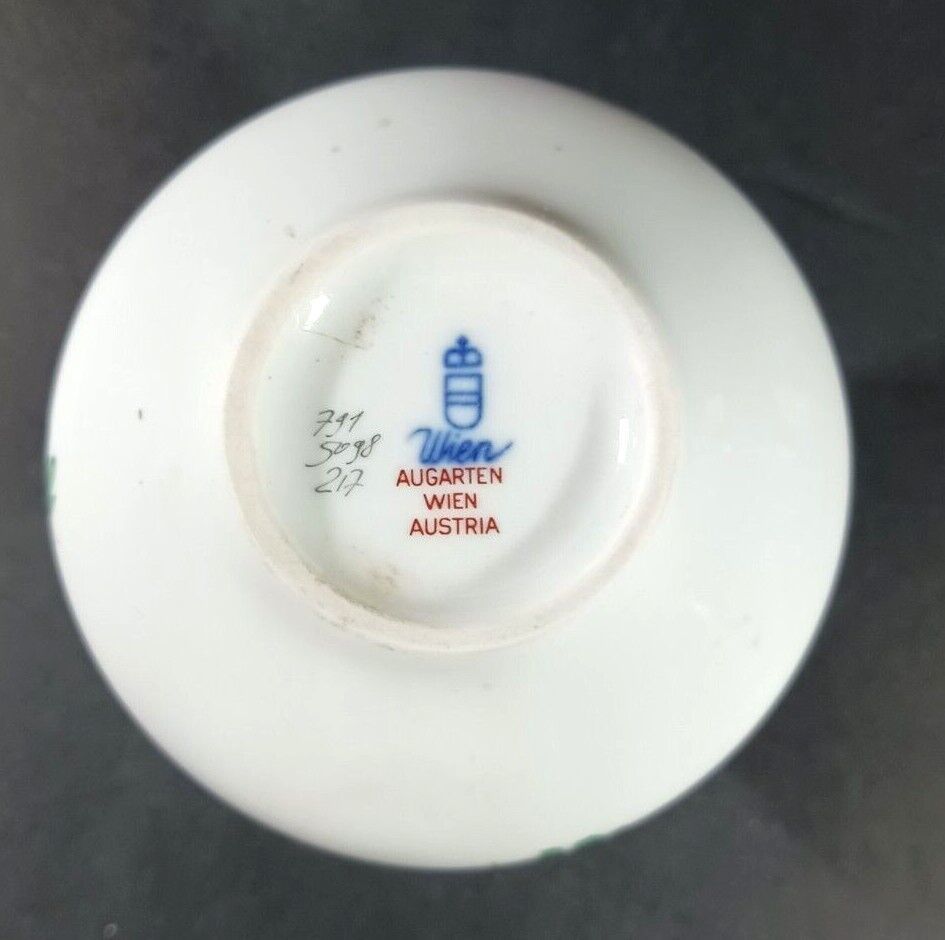 791
5098
217
Wien
AUGARTEN
WIEN
AUSTRIA